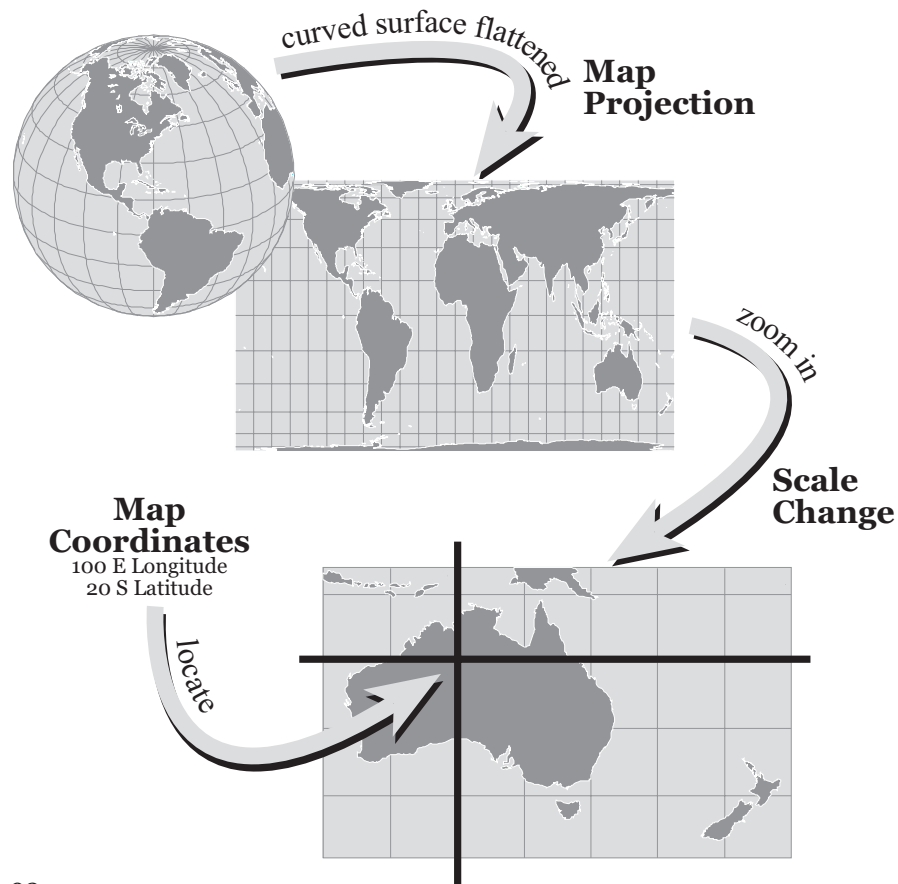 curved surface flattened
Map
Projection
zoom in
Scale
Change
Map
Coordinates
100 E Longitude
20 S Latitude
locate